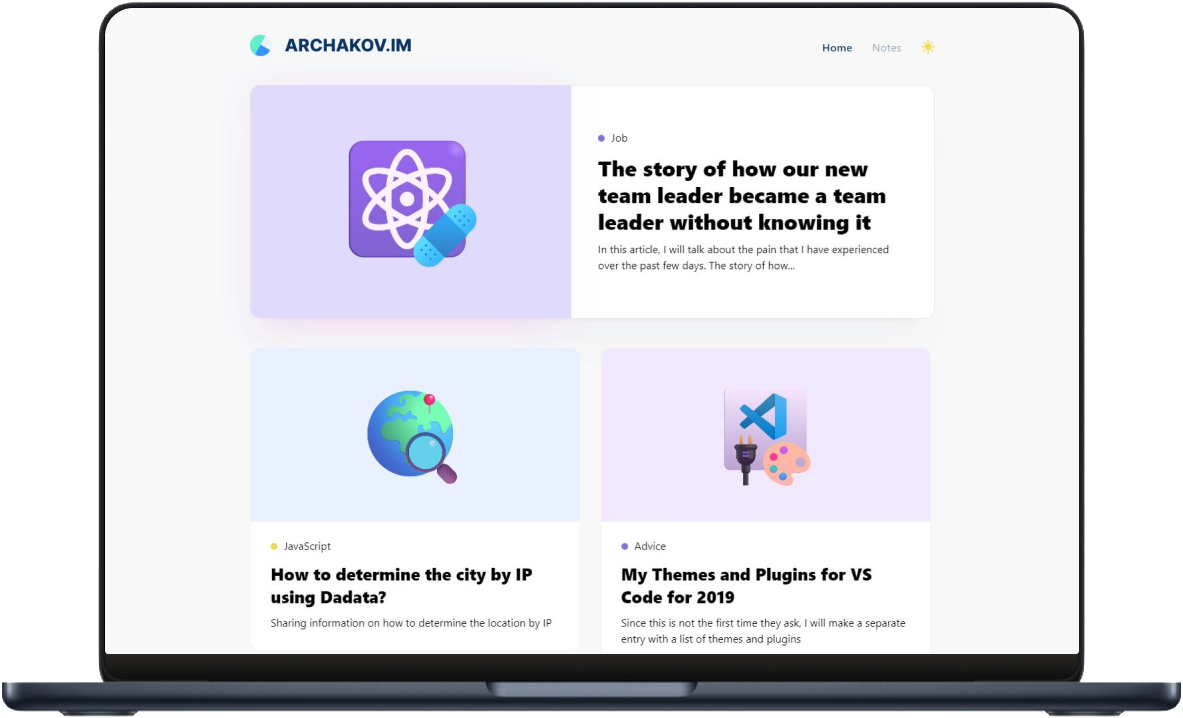 ARCHAKOV.IM
Home Notes
Job
The story of how our new
team leader became a team
leader without knowing it
In this article, I will talk about the pain that I have experienced
over the past few days. The story of how...
JavaScript
How to determine the city by IP
using Dadata?
Sharing information on how to determine the location by IP
Advice
My Themes and Plugins for VS
Code for 2019
Since this is not the first time they ask, I will make a separate
entry with a list of themes and plugins